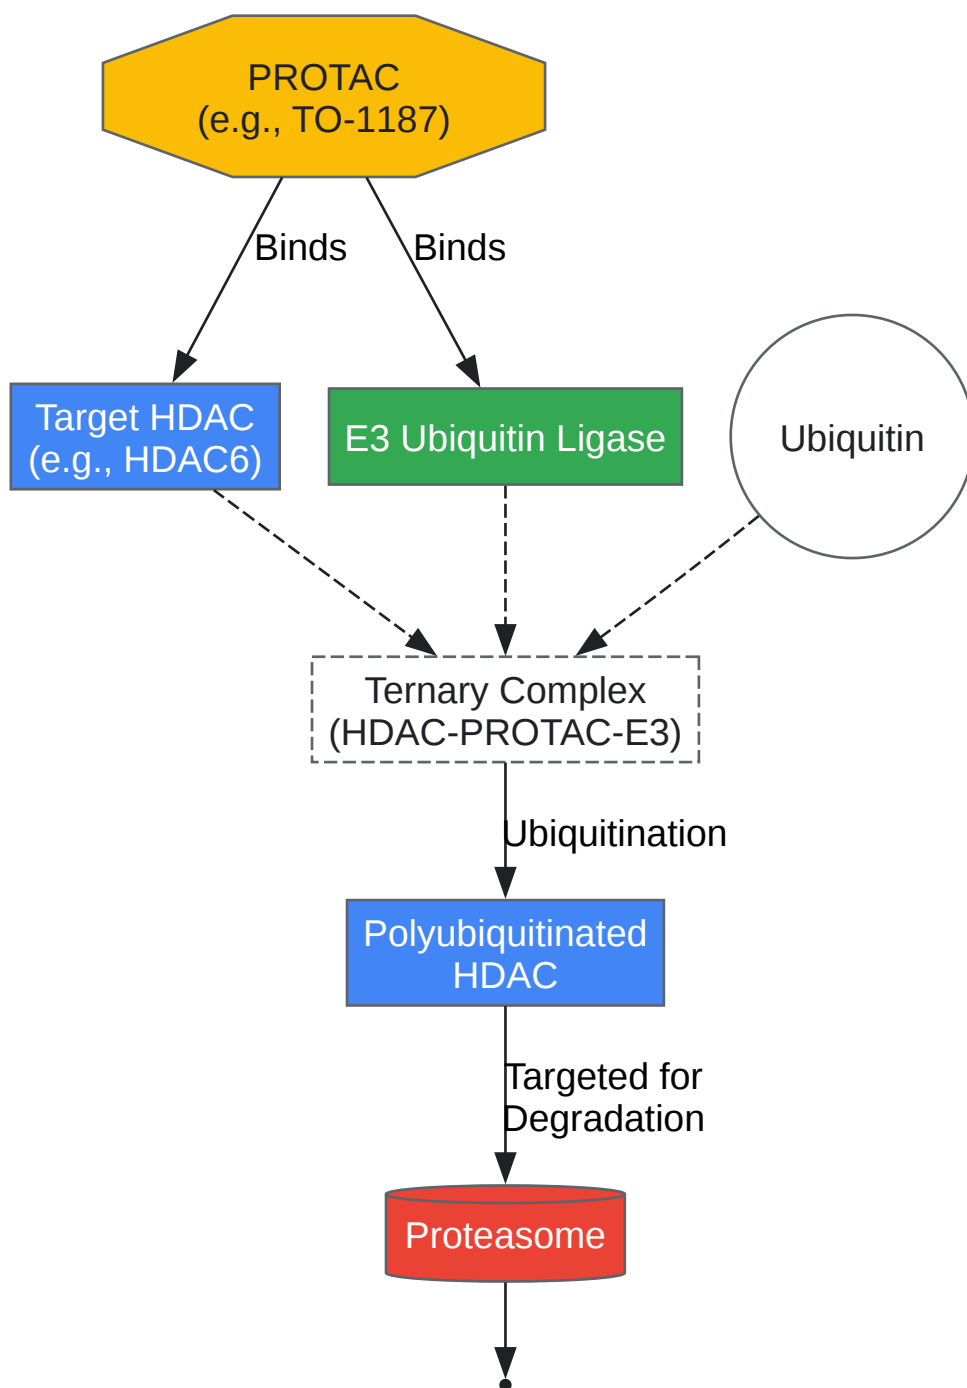 PROTAC
(e.g., TO-1187)
Binds
Binds
Target HDAC
(e.g., HDAC6)
E3 Ubiquitin Ligase
Ubiquitin
Ternary Complex
(HDAC-PROTAC-E3)
Ubiquitination
Polyubiquitinated
HDAC
Targeted for
Degradation
Proteasome